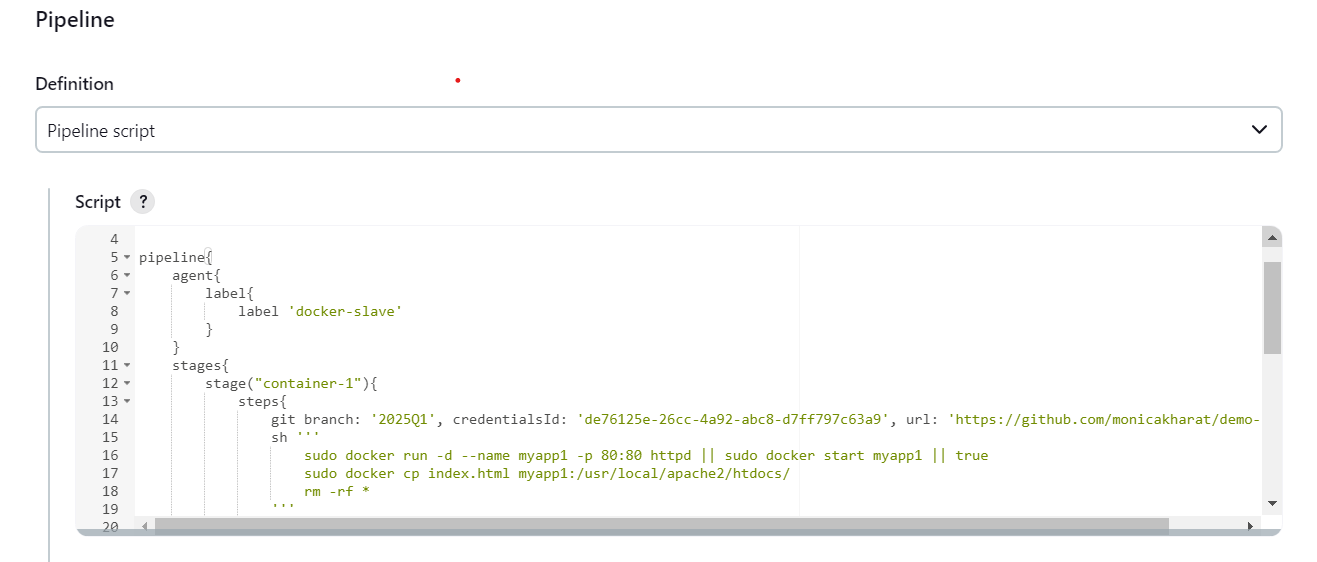 Pipeline
Definition
Pipeline script
Script ?
4
5 pipeline{
6 agent{
7 label{
8 label 'docker-slave'
9 }
10 }
11 stages{
12 stage("container-1"){
13 steps{
14 git branch: '2025Q1', credentialsId: 'de76125e-26cc-4a92-abc8-d7ff797c63a9', url: 'https://github.com/monicakharat/demo-
15 sh '''
16 sudo docker run -d --name myapp1 -p 80:80 httpd || sudo docker start myapp1 || true
17 sudo docker cp index.html myapp1:/usr/local/apache2/htdocs/
18 rm -rf *
19 '''
20